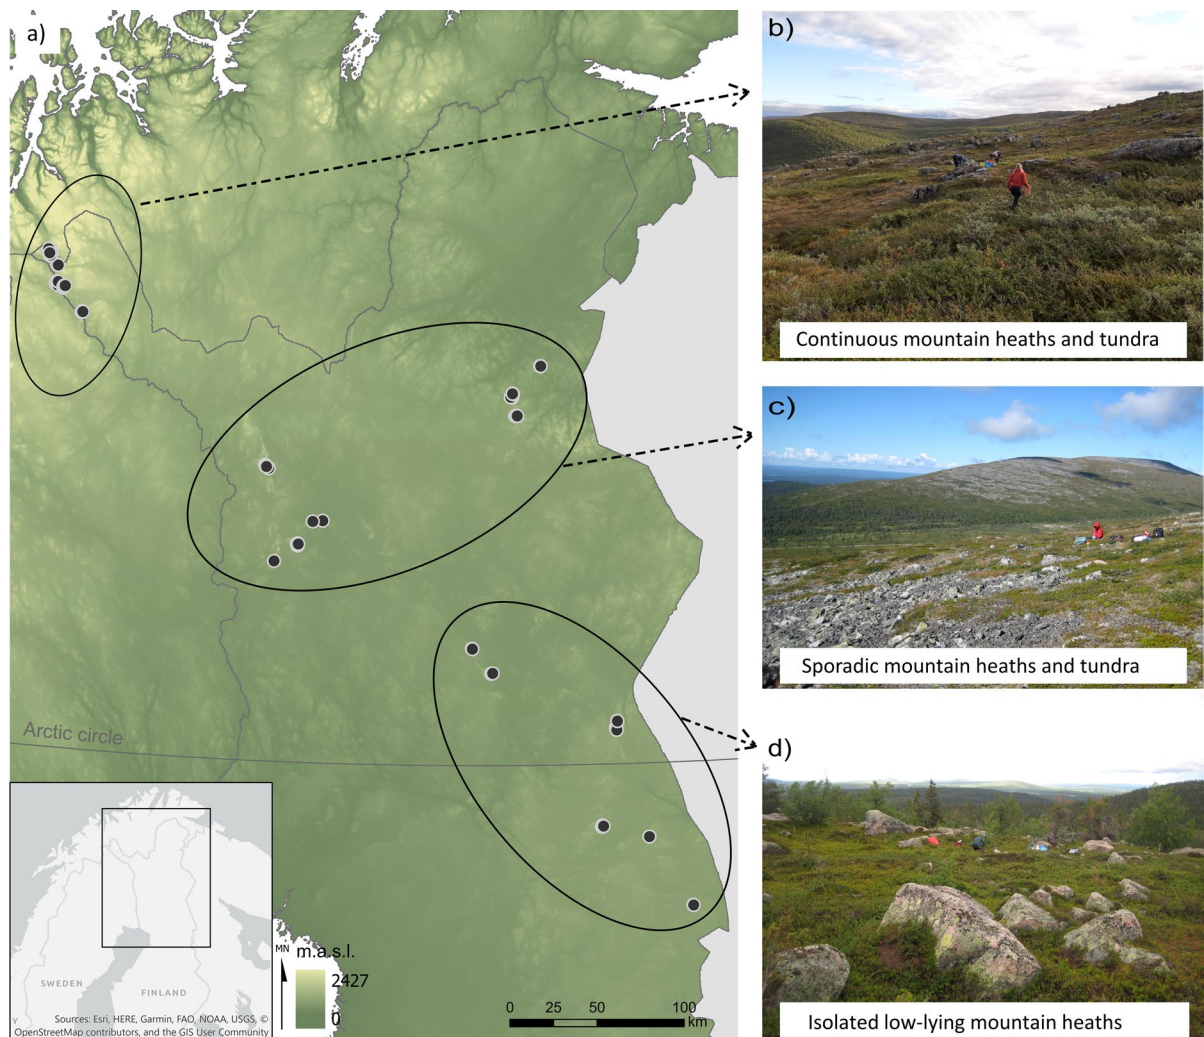 a)
Arctic circle
SWEDEN
FINLAND
Sources: Esri, HERE, Garmin, FAO, NOAA, USGS, ©
OpenStreetMap contributors, and the GIS User Community
MN
m.a.s.l.
2427
0
0 25 50 100
km
b)
Continuous mountain heaths and tundra
c)
Sporadic mountain heaths and tundra
d)
Isolated low-lying mountain heaths